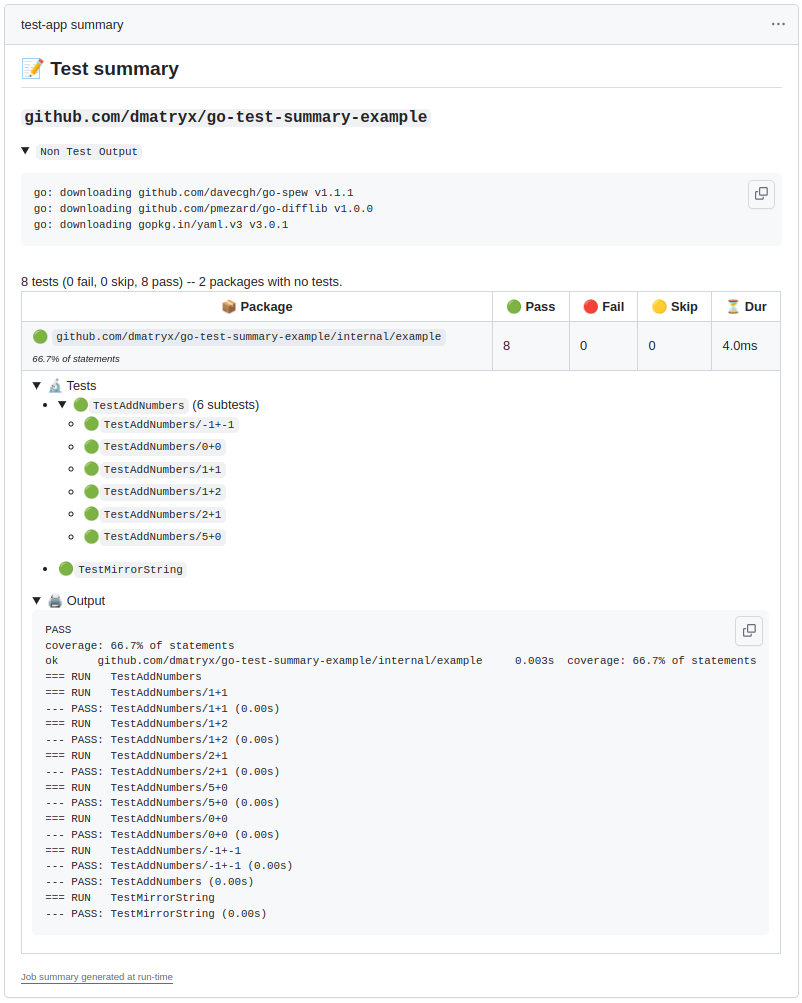 test-app summary
Test summary
github.com/dmatryx/go-test-summary-example
Non Test Output
go: downloading github.com/davecgh/go-spew v1.1.1
go: downloading github.com/pmezard/go-difflib v1.0.0
go: downloading gopkg.in/yaml.v3 v3.0.1
8 tests (0 fail, 0 skip, 8 pass) -- 2 packages with no tests.
Package Pass Fail Skip Dur
github.com/dmatryx/go-test-summary-example/internal/example 8 0 0 4.0ms
66.7% of statements
Tests
TestAddNumbers (6 subtests)
TestAddNumbers/-1+-1
TestAddNumbers/0+0
TestAddNumbers/1+1
TestAddNumbers/1+2
TestAddNumbers/2+1
TestAddNumbers/5+0
TestMirrorString
Output
PASS
coverage: 66.7% of statements
ok github.com/dmatryx/go-test-summary-example/internal/example 0.003s coverage: 66.7% of statements
=== RUN TestAddNumbers
=== RUN TestAddNumbers/1+1
--- PASS: TestAddNumbers/1+1 (0.00s)
=== RUN TestAddNumbers/1+2
--- PASS: TestAddNumbers/1+2 (0.00s)
=== RUN TestAddNumbers/2+1
--- PASS: TestAddNumbers/2+1 (0.00s)
=== RUN TestAddNumbers/5+0
--- PASS: TestAddNumbers/5+0 (0.00s)
=== RUN TestAddNumbers/0+0
--- PASS: TestAddNumbers/0+0 (0.00s)
=== RUN TestAddNumbers/-1+-1
--- PASS: TestAddNumbers/-1+-1 (0.00s)
--- PASS: TestAddNumbers (0.00s)
=== RUN TestMirrorString
--- PASS: TestMirrorString (0.00s)
Job summary generated at run-time